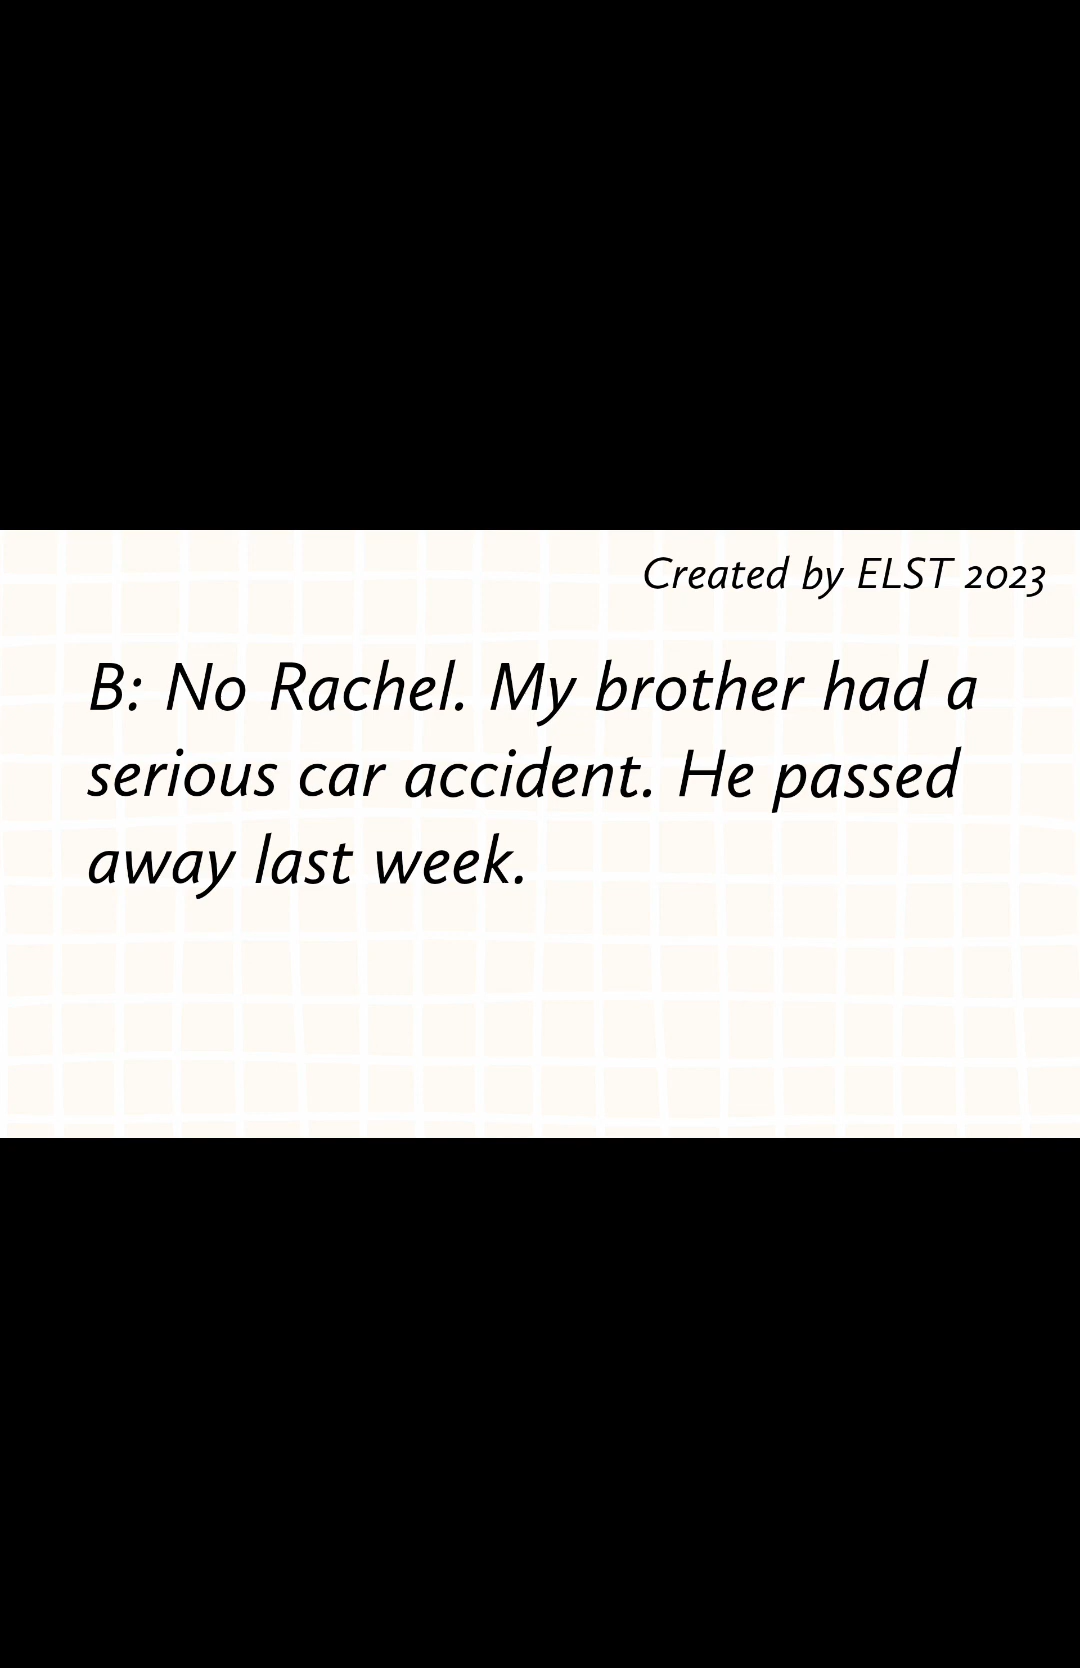 Created by ELST 2023
B: No Rachel. My brother had a
serious car accident. He passed
away last week.